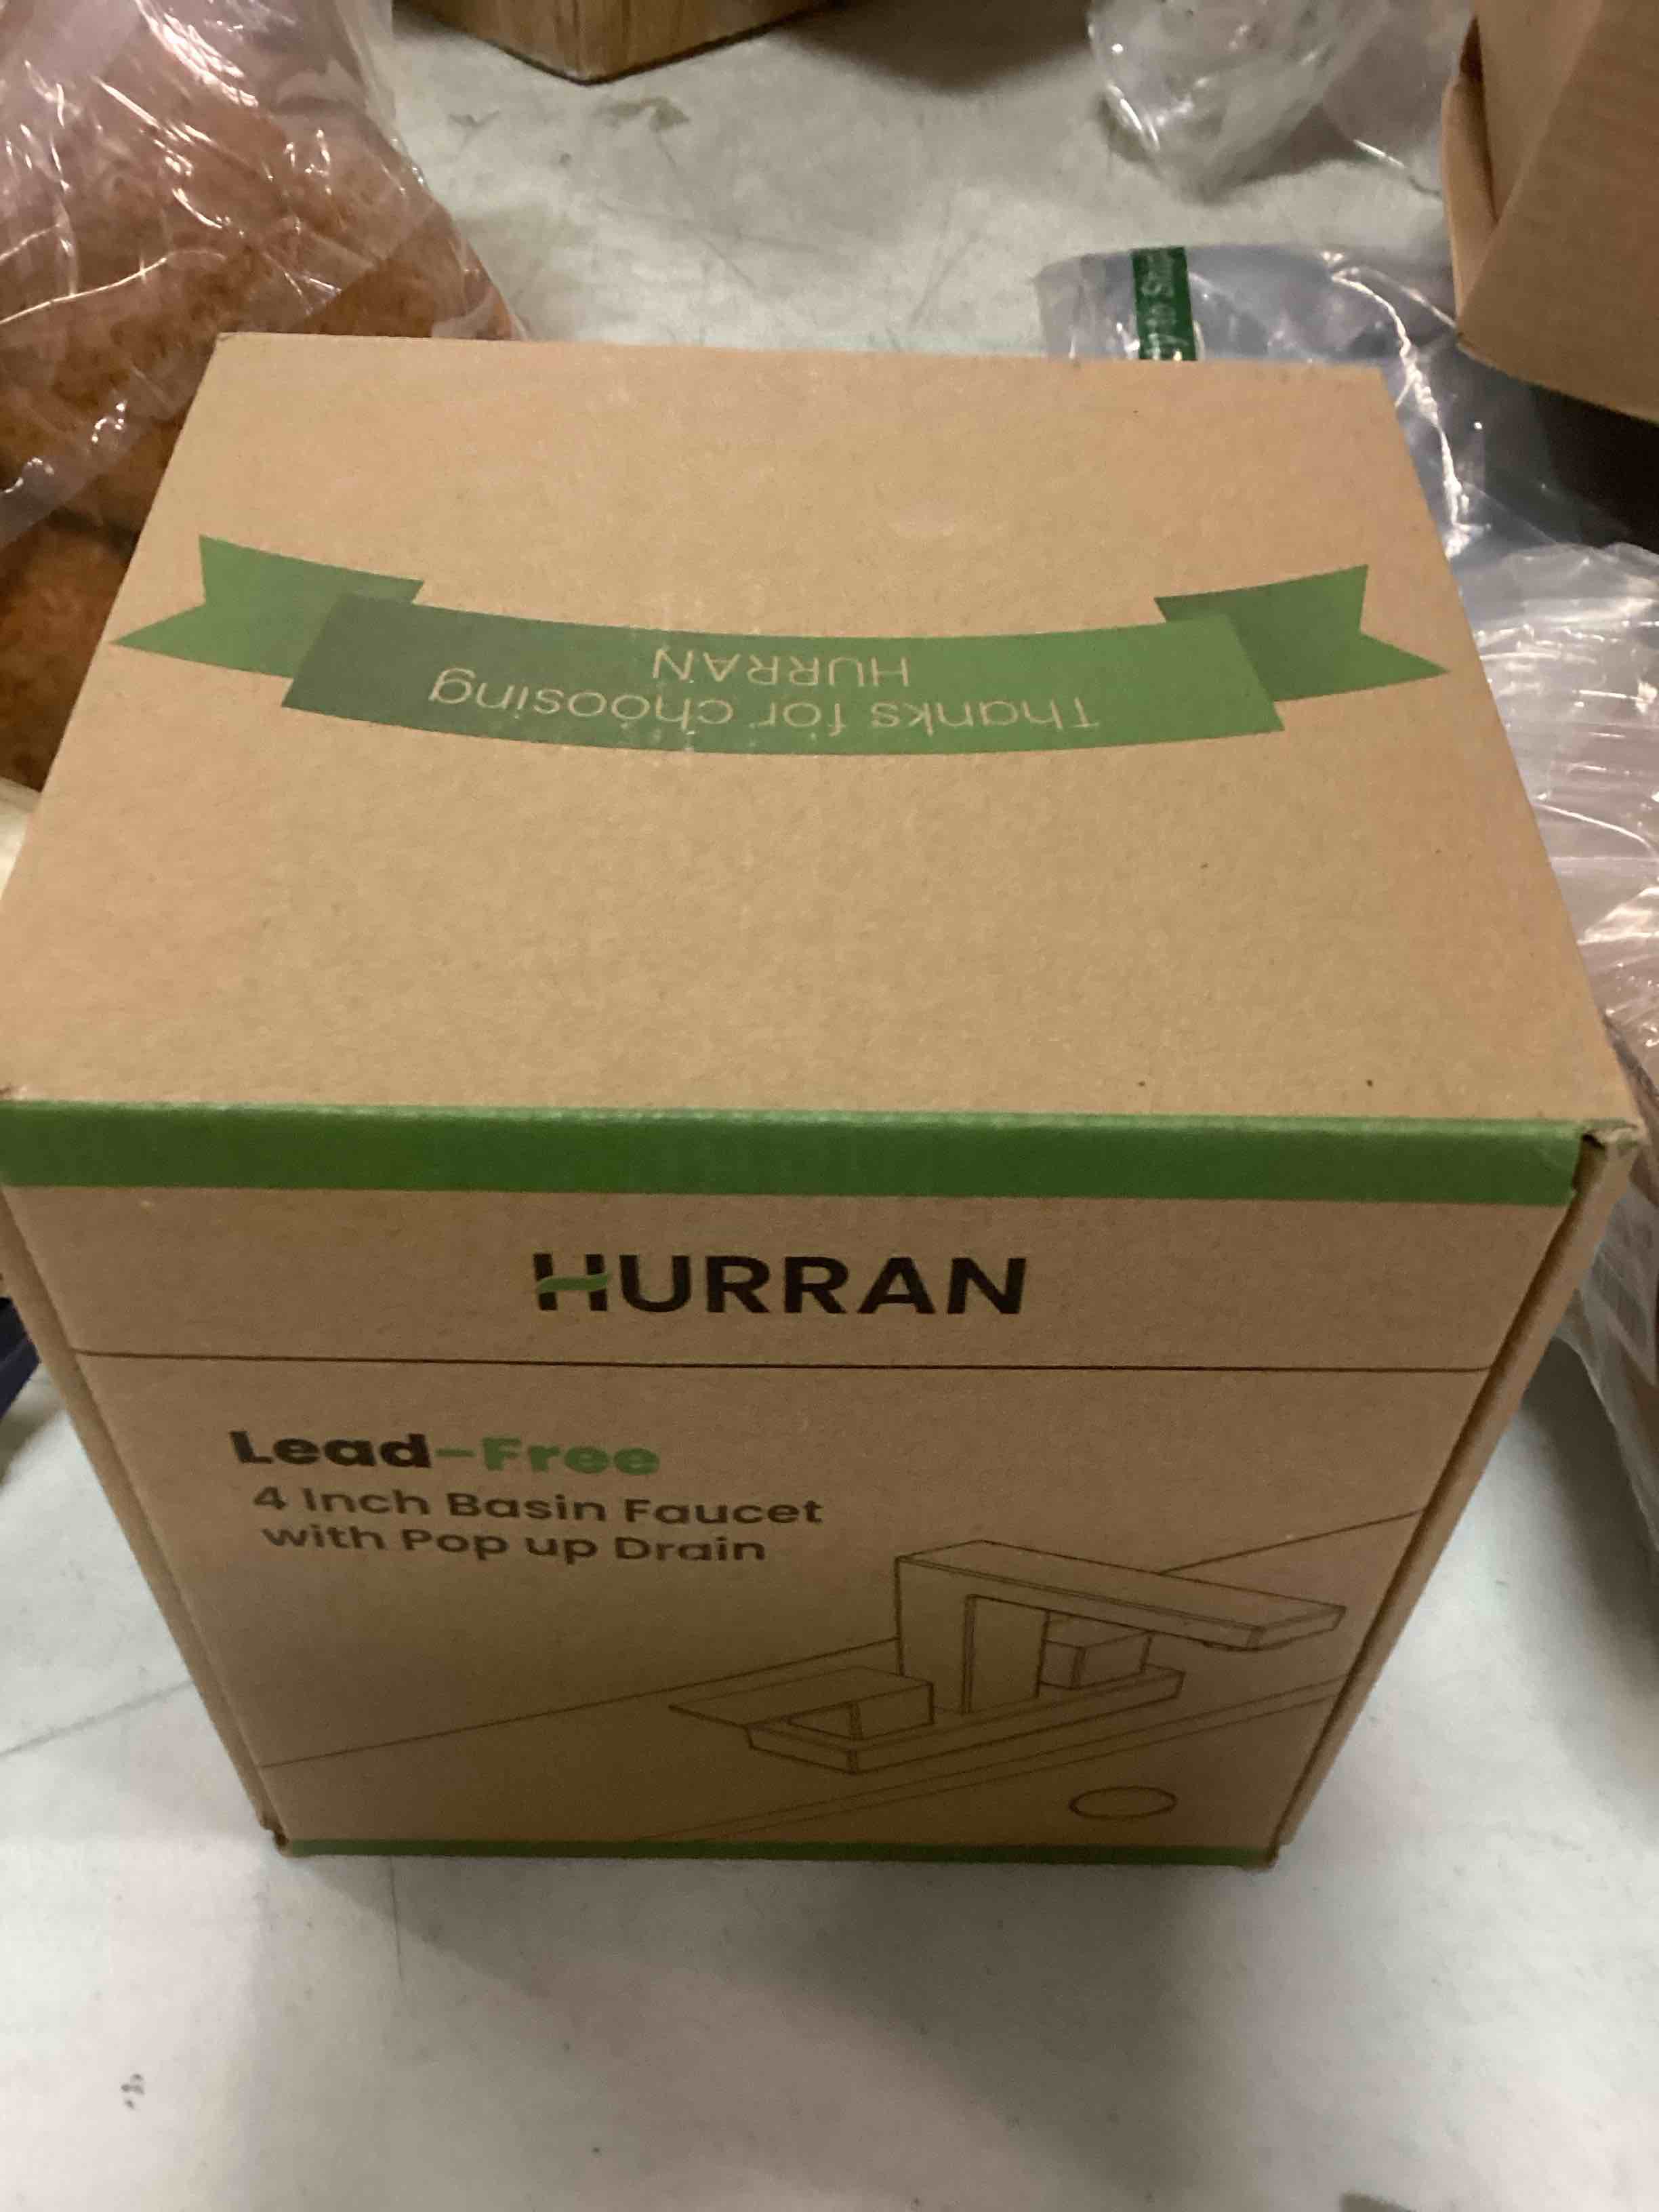 Thanks for choosing
HURRAN
HURRAN
Lead-Free
4 Inch Basin Faucet
with Pop up Drain